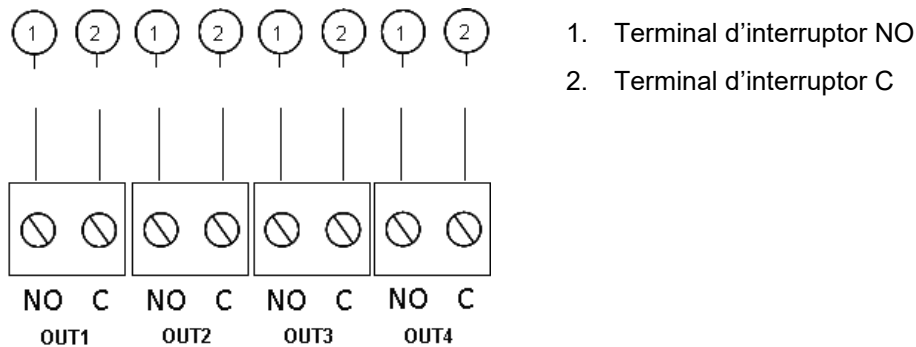 1 2 1 2 1 2 1 2
1. Terminal d’interruptor NO
2. Terminal d’interruptor C
NO C NO C NO C NO C
OUT1 OUT2 OUT3 OUT4